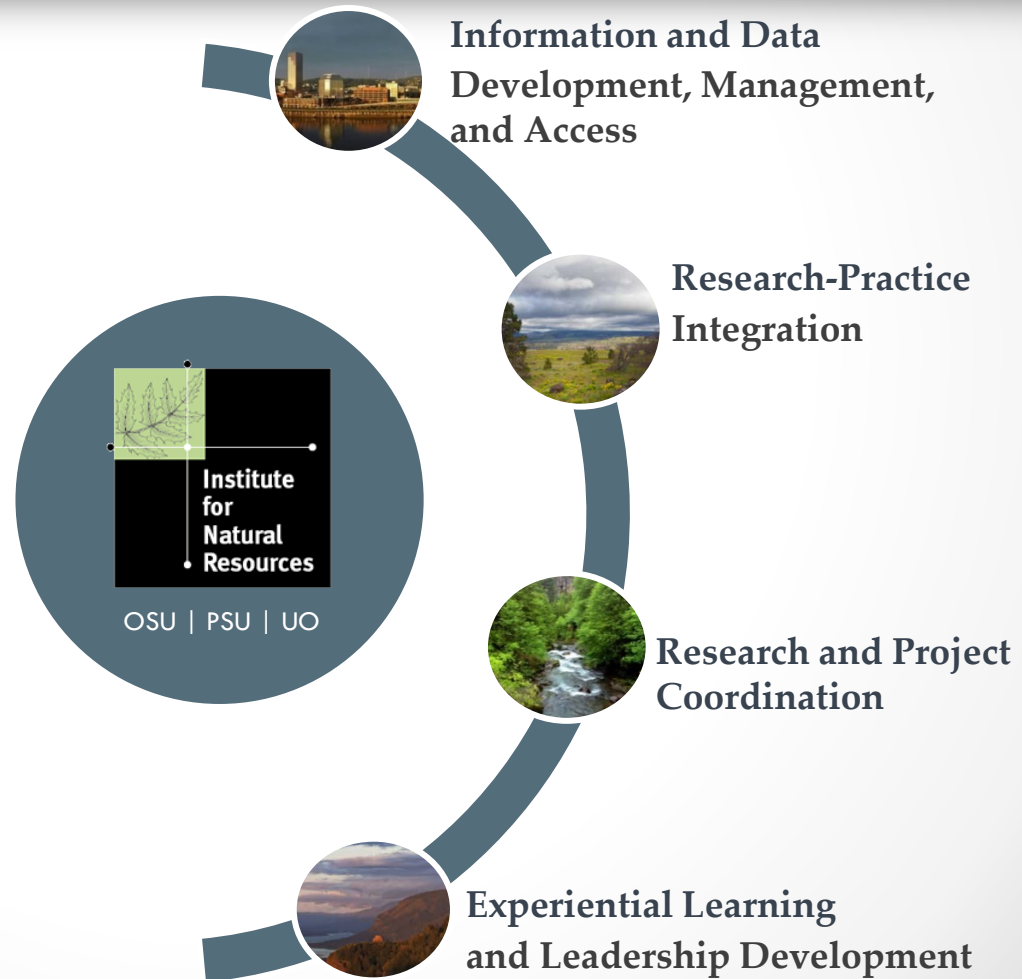 Information and Data
Development, Management,
and Access
Research-Practice
Integration
Institute
for
Natural
Resources
OSU | PSU | UO
Research and Project
Coordination
Experiential Learning
and Leadership Development